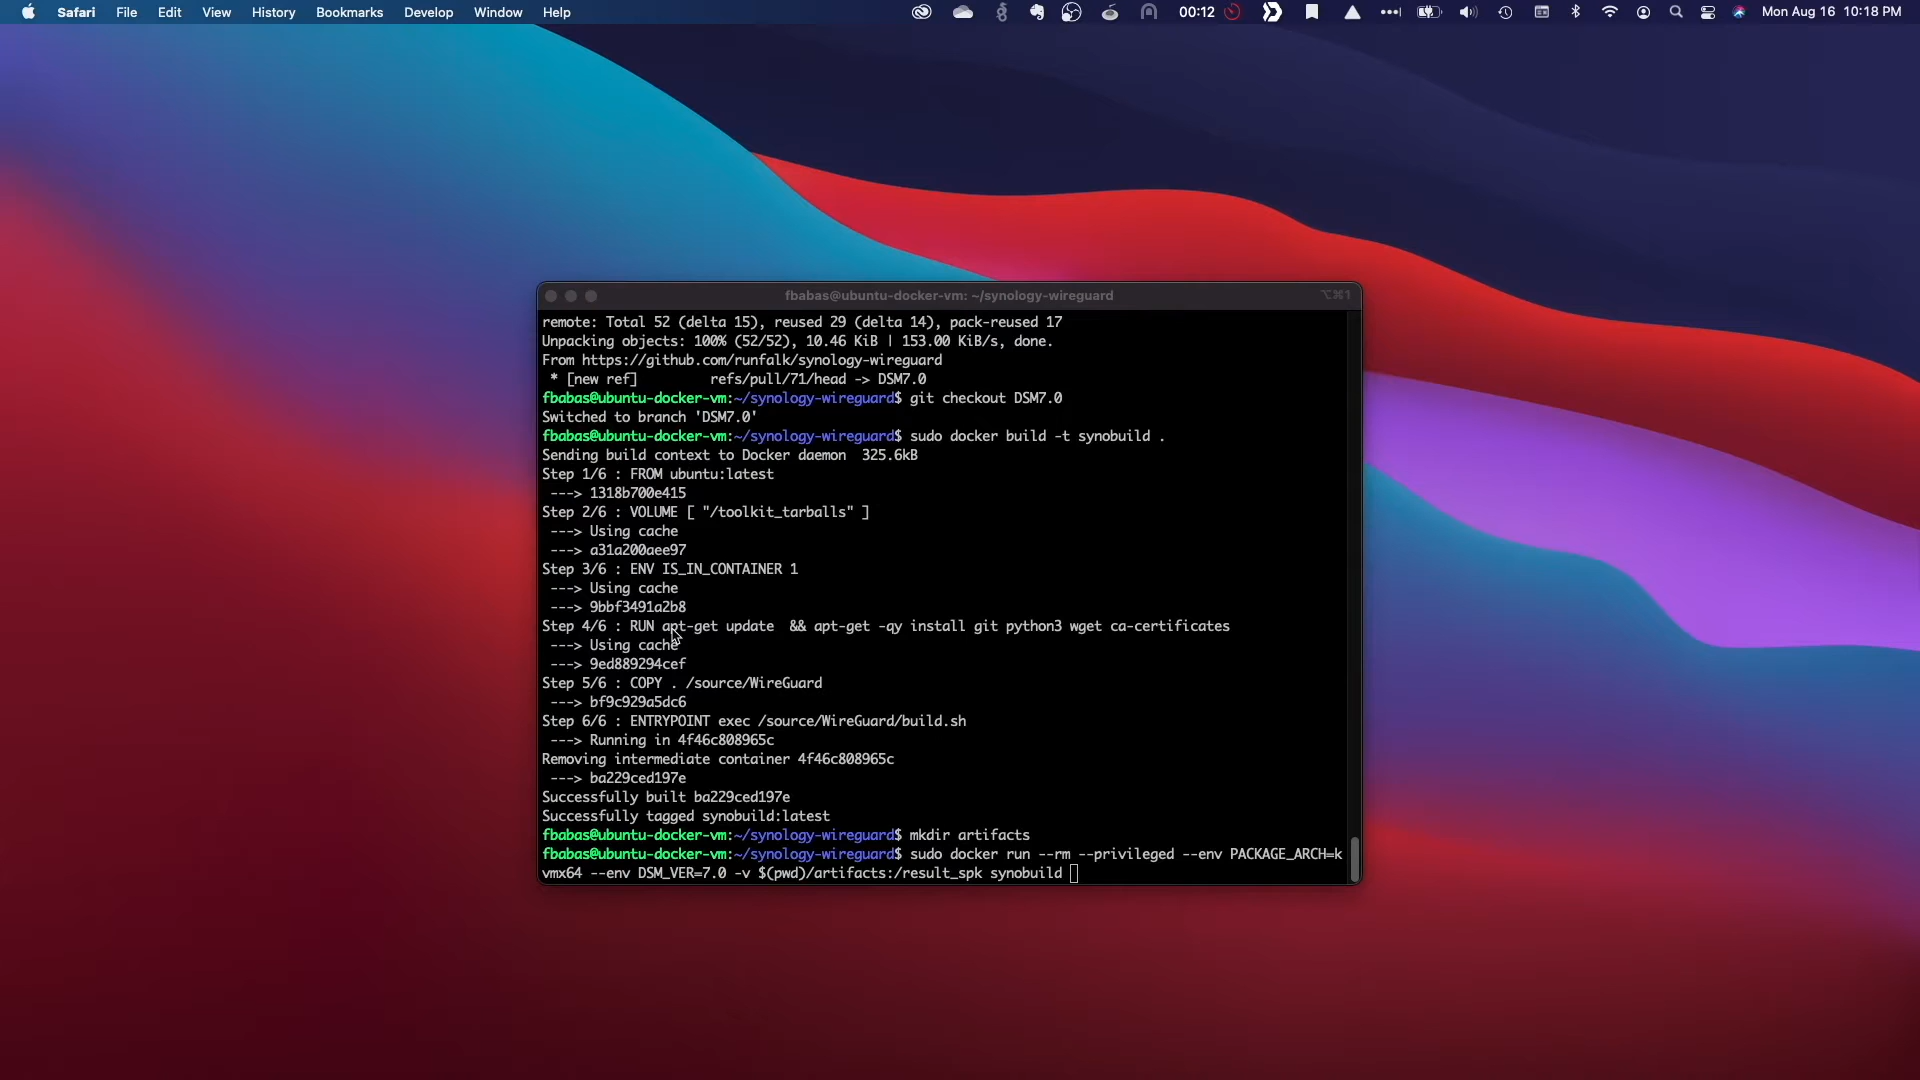 Safari File Edit View History Bookmarks Develop Window Help 00:12 Mon Aug 16 10:18 PM
fbabas@ubuntu-docker-vm: ~/synology-wireguard ⌥⌘1
remote: Total 52 (delta 15), reused 29 (delta 14), pack-reused 17
Unpacking objects: 100% (52/52), 10.46 KiB | 153.00 KiB/s, done.
From https://github.com/runfalk/synology-wireguard
 * [new ref]         refs/pull/71/head -> DSM7.0
fbabas@ubuntu-docker-vm:~/synology-wireguard$ git checkout DSM7.0
Switched to branch 'DSM7.0'
fbabas@ubuntu-docker-vm:~/synology-wireguard$ sudo docker build -t synobuild .
Sending build context to Docker daemon  325.6kB
Step 1/6 : FROM ubuntu:latest
 ---> 1318b700e415
Step 2/6 : VOLUME [ "/toolkit_tarballs" ]
 ---> Using cache
 ---> a31a200aee97
Step 3/6 : ENV IS_IN_CONTAINER 1
 ---> Using cache
 ---> 9bbf3491a2b8
Step 4/6 : RUN apt-get update  && apt-get -qy install git python3 wget ca-certificates
 ---> Using cache
 ---> 9ed889294cef
Step 5/6 : COPY . /source/WireGuard
 ---> bf9c929a5dc6
Step 6/6 : ENTRYPOINT exec /source/WireGuard/build.sh
 ---> Running in 4f46c808965c
Removing intermediate container 4f46c808965c
 ---> ba229ced197e
Successfully built ba229ced197e
Successfully tagged synobuild:latest
fbabas@ubuntu-docker-vm:~/synology-wireguard$ mkdir artifacts
fbabas@ubuntu-docker-vm:~/synology-wireguard$ sudo docker run --rm --privileged --env PACKAGE_ARCH=k
vmx64 --env DSM_VER=7.0 -v $(pwd)/artifacts:/result_spk synobuild